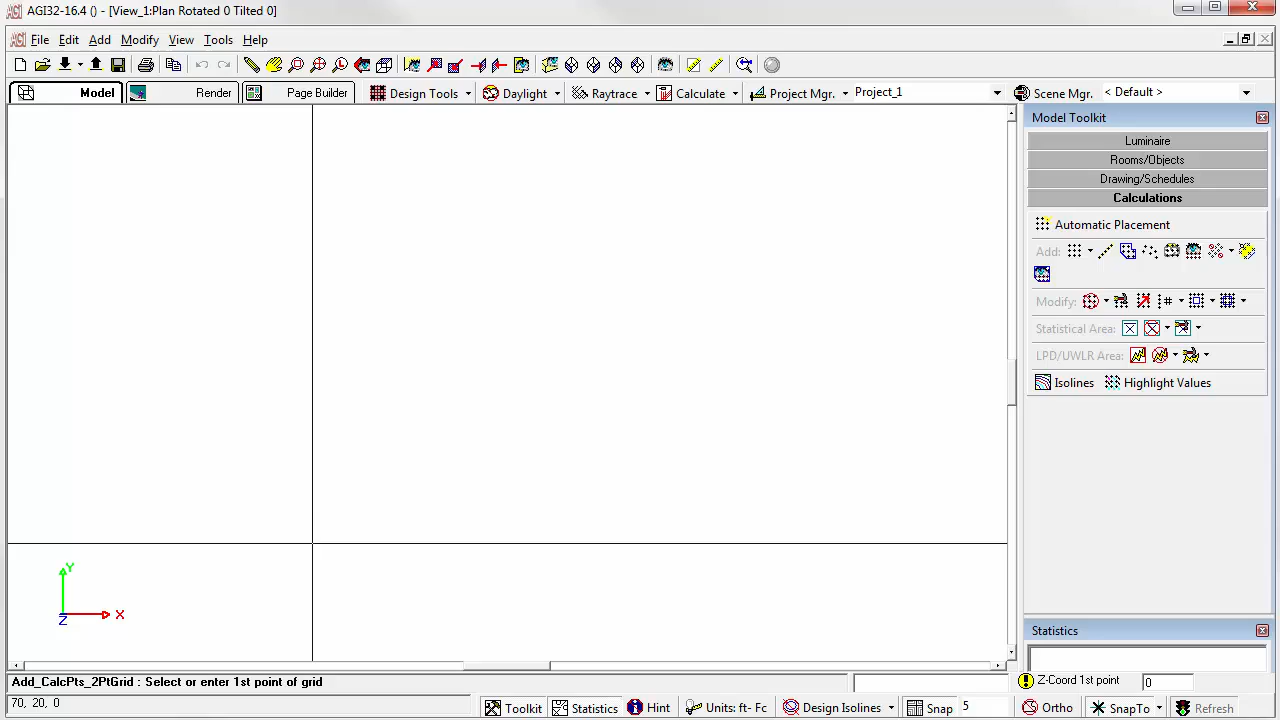 AGI32-16.4 () - [View_1:Plan Rotated 0 Tilted 0]
File Edit Add Modify View Tools Help
Model Render Page Builder Design Tools Daylight Raytrace Calculate Project Mgr. Project_1 Scene Mgr. < Default >
Model Toolkit
Luminaire
Rooms/Objects
Drawing/Schedules
Calculations
Automatic Placement
Add:
Modify:
Statistical Area:
LPD/UWLR Area:
Isolines Highlight Values
Y
X
Z
Statistics
Add_CalcPts_2PtGrid : Select or enter 1st point of grid
Z-Coord 1st point 0
70, 20, 0
Toolkit Statistics Hint Units: ft- Fc Design Isolines Snap 5 Ortho SnapTo Refresh